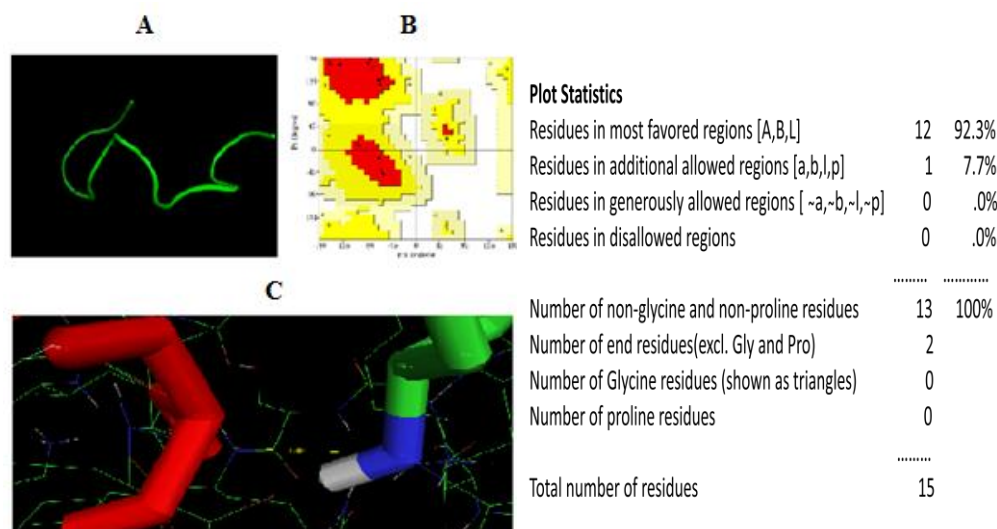 A
B
Plot Statistics
Residues in most favored regions [A,B,L] 12 92.3%
Residues in additional allowed regions [a,b,l,p] 1 7.7%
Residues in generously allowed regions [ ~a,~b,~l,~p] 0 .0%
Residues in disallowed regions 0 .0%
......... ............
C
Number of non-glycine and non-proline residues 13 100%
Number of end residues(excl. Gly and Pro) 2
Number of Glycine residues (shown as triangles) 0
Number of proline residues 0
.........
Total number of residues 15